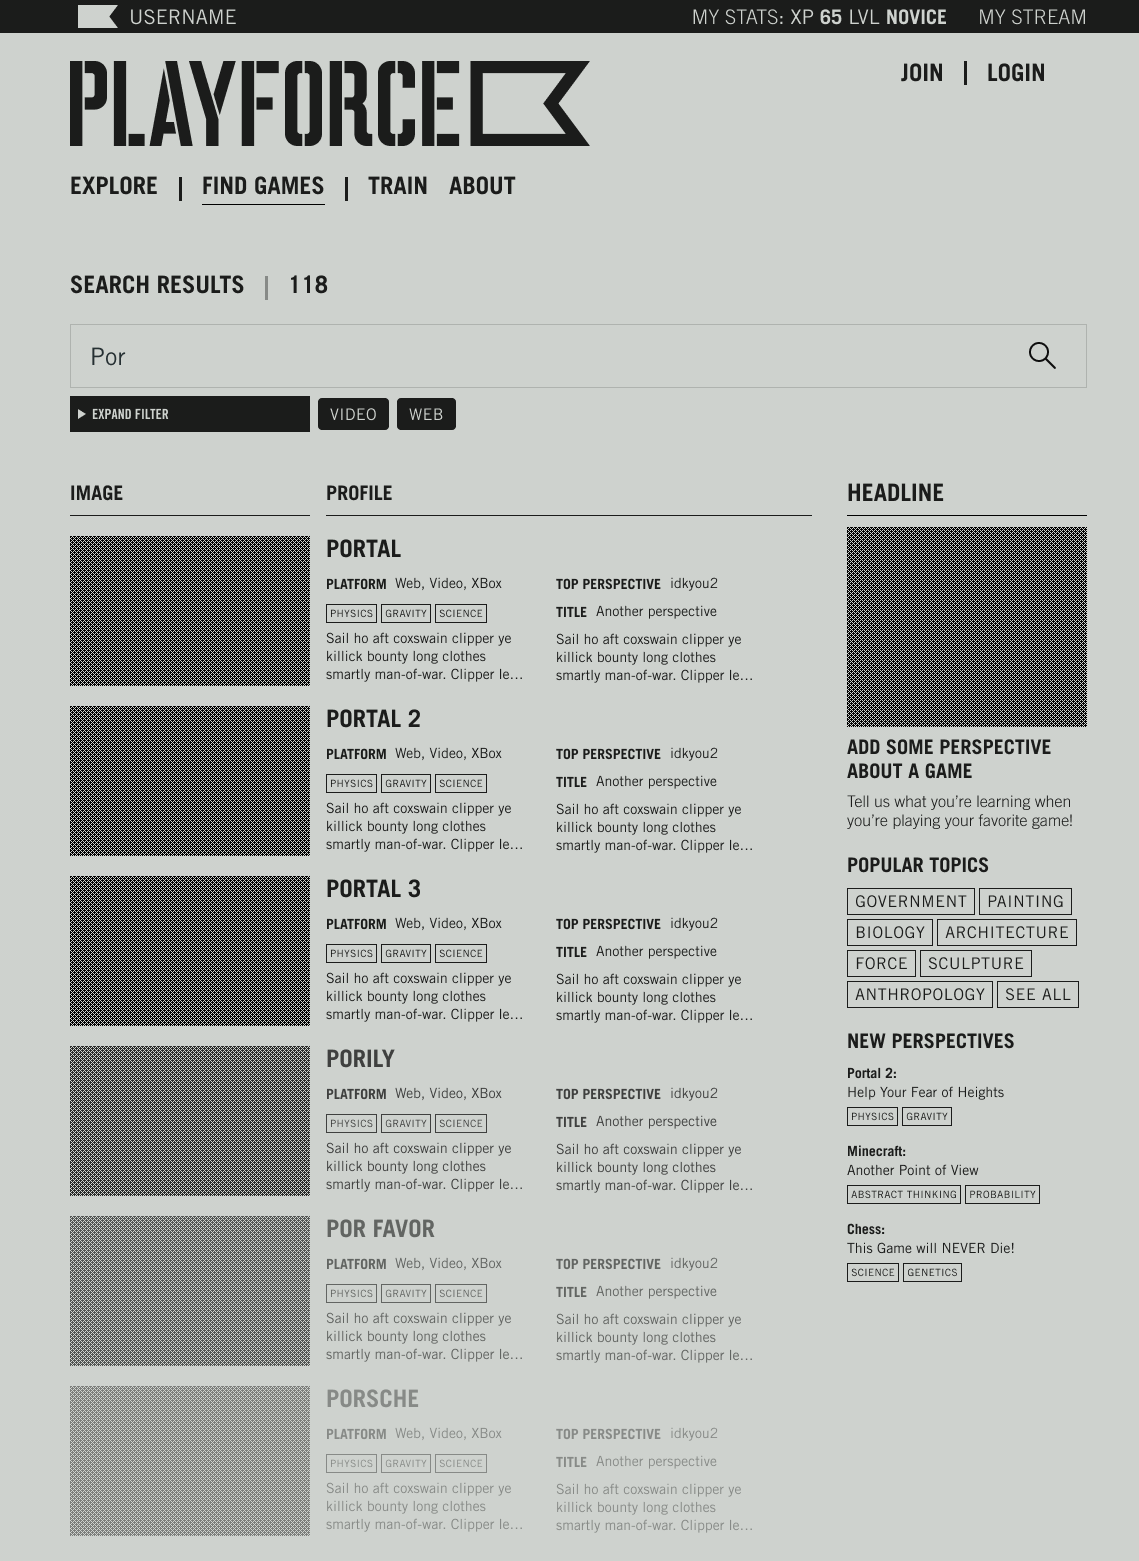 USERNAME
MY STATS: XP 65 LVL NOVICE
MY STREAM
PLAYFORCE
JOIN | LOGIN
EXPLORE | FIND GAMES | TRAIN ABOUT
SEARCH RESULTS | 118
Por
EXPAND FILTER
VIDEO
WEB
IMAGE
PROFILE
PORTAL
PLATFORM Web, Video, XBox
PHYSICS GRAVITY SCIENCE
Sail ho aft coxswain clipper ye
killick bounty long clothes
smartly man-of-war. Clipper le...
TOP PERSPECTIVE idkyou2
TITLE Another perspective
Sail ho aft coxswain clipper ye
killick bounty long clothes
smartly man-of-war. Clipper le...
PORTAL 2
PLATFORM Web, Video, XBox
PHYSICS GRAVITY SCIENCE
Sail ho aft coxswain clipper ye
killick bounty long clothes
smartly man-of-war. Clipper le...
TOP PERSPECTIVE idkyou2
TITLE Another perspective
Sail ho aft coxswain clipper ye
killick bounty long clothes
smartly man-of-war. Clipper le...
PORTAL 3
PLATFORM Web, Video, XBox
PHYSICS GRAVITY SCIENCE
Sail ho aft coxswain clipper ye
killick bounty long clothes
smartly man-of-war. Clipper le...
TOP PERSPECTIVE idkyou2
TITLE Another perspective
Sail ho aft coxswain clipper ye
killick bounty long clothes
smartly man-of-war. Clipper le...
PORILY
PLATFORM Web, Video, XBox
PHYSICS GRAVITY SCIENCE
Sail ho aft coxswain clipper ye
killick bounty long clothes
smartly man-of-war. Clipper le...
TOP PERSPECTIVE idkyou2
TITLE Another perspective
Sail ho aft coxswain clipper ye
killick bounty long clothes
smartly man-of-war. Clipper le...
POR FAVOR
PLATFORM Web, Video, XBox
PHYSICS GRAVITY SCIENCE
Sail ho aft coxswain clipper ye
killick bounty long clothes
smartly man-of-war. Clipper le...
TOP PERSPECTIVE idkyou2
TITLE Another perspective
Sail ho aft coxswain clipper ye
killick bounty long clothes
smartly man-of-war. Clipper le...
PORSCHE
PLATFORM Web, Video, XBox
PHYSICS GRAVITY SCIENCE
Sail ho aft coxswain clipper ye
killick bounty long clothes
smartly man-of-war. Clipper le...
TOP PERSPECTIVE idkyou2
TITLE Another perspective
Sail ho aft coxswain clipper ye
killick bounty long clothes
smartly man-of-war. Clipper le...
HEADLINE
ADD SOME PERSPECTIVE
ABOUT A GAME
Tell us what you're learning when
you're playing your favorite game!
POPULAR TOPICS
GOVERNMENT PAINTING
BIOLOGY ARCHITECTURE
FORCE SCULPTURE
ANTHROPOLOGY SEE ALL
NEW PERSPECTIVES
Portal 2:
Help Your Fear of Heights
PHYSICS GRAVITY
Minecraft:
Another Point of View
ABSTRACT THINKING PROBABILITY
Chess:
This Game will NEVER Die!
SCIENCE GENETICS